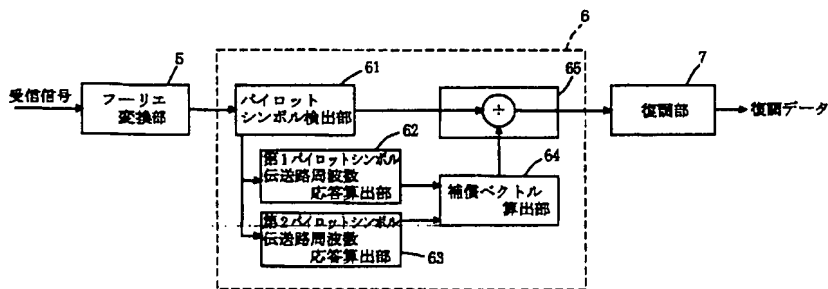 6
5
61
65
7
受信信号
フーリエ
変換部
パイロット
シンボル検出部
÷
復調部
復調データ
62
第1パイロットシンボル
伝送路周波数
応答算出部
64
補償ベクトル
算出部
第2パイロットシンボル
伝送路周波数
応答算出部
63